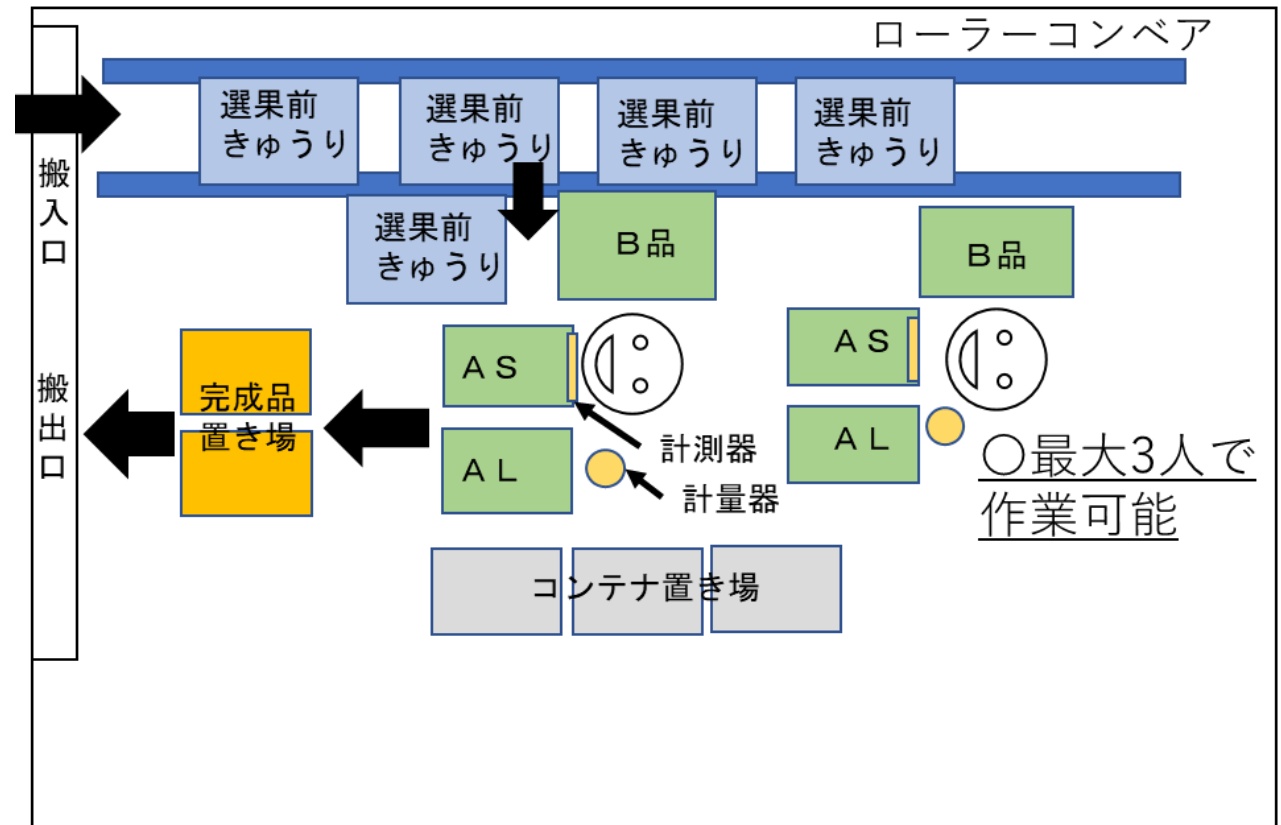 ローラーコンベア
選果前
きゅうり
選果前
きゅうり
選果前
きゅうり
選果前
きゅうり
搬入口
選果前
きゅうり
Ｂ品
Ｂ品
ＡＳ
ＡＳ
搬出口
完成品
置き場
ＡＬ
計測器
計量器
ＡＬ
〇最大3人で
作業可能
コンテナ置き場